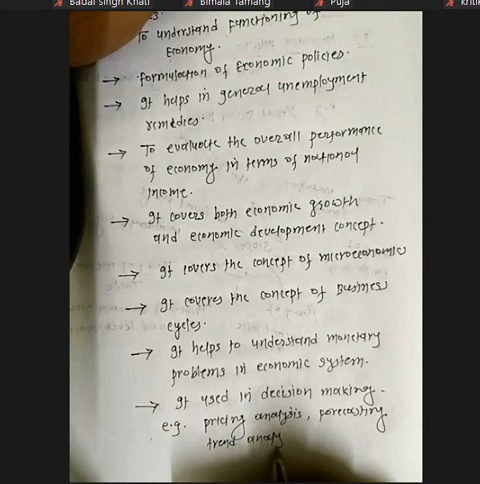 Badal Singh Khati Bimala Tamang Puja kritik
To understand functioning of
Economy.
→ formulation of Economic policies.
→ It helps in general unemployment
remedies.
→ To evaluate the overall performance
of economy in terms of national
income.
→ It covers both economic growth
and economic development concept.
→ It covers the concept of microeconomic
→ It coveres the concept of Business
cycles.
→ It helps to understand monetary
problems in economic system.
→ It used in decision making.
e.g. pricing analysis, forecasting.
trend analy